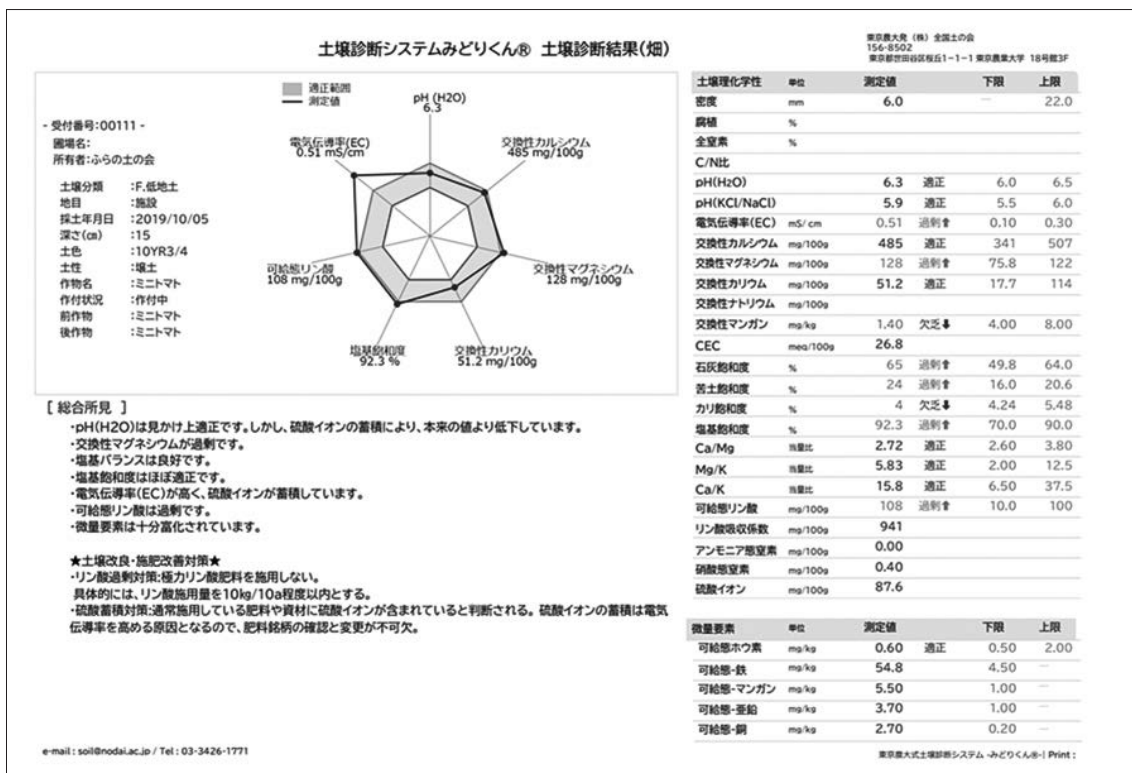 土壌診断システムみどりくん® 土壌診断結果(畑)
東京農大発（株）全国土の会
156-8502
東京都世田谷区桜丘1-1-1 東京農業大学 18号館3F
- 受付番号:00111 -
圃場名:
所有者:ふらの土の会
土壌分類 :F.低地土
地目 :施設
採土年月日 :2019/10/05
深さ(㎝) :15
土色 :10YR3/4
土性 :壌土
作物名 :ミニトマト
作付状況 :作付中
前作物 :ミニトマト
後作物 :ミニトマト
適正範囲
測定値
pH (H2O)
6.3
交換性カルシウム
485 mg/100g
交換性マグネシウム
128 mg/100g
交換性カリウム
51.2 mg/100g
塩基飽和度
92.3 %
可給態リン酸
108 mg/100g
電気伝導率(EC)
0.51 mS/cm
[ 総合所見 ]
・pH(H2O)は見かけ上適正です。しかし、硫酸イオンの蓄積により、本来の値より低下しています。
・交換性マグネシウムが過剰です。
・塩基バランスは良好です。
・塩基飽和度はほぼ適正です。
・電気伝導率(EC)が高く、硫酸イオンが蓄積しています。
・可給態リン酸は過剰です。
・微量要素は十分富化されています。
★土壌改良・施肥改善対策★
・リン酸過剰対策:極力リン酸肥料を施用しない。
具体的には、リン酸施用量を10kg/10a程度以内とする。
・硫酸蓄積対策:通常施用している肥料や資材に硫酸イオンが含まれていると判断される。硫酸イオンの蓄積は電気
伝導率を高める原因となるので、肥料銘柄の確認と変更が不可欠。
土壌理化学性 単位 測定値 下限 上限
密度 mm 6.0 — 22.0
腐植 %
全窒素 %
C/N比
pH(H2O) 6.3 適正 6.0 6.5
pH(KCl/NaCl) 5.9 適正 5.5 6.0
電気伝導率(EC) mS/cm 0.51 過剰⬆ 0.10 0.30
交換性カルシウム mg/100g 485 適正 341 507
交換性マグネシウム mg/100g 128 過剰⬆ 75.8 122
交換性カリウム mg/100g 51.2 適正 17.7 114
交換性ナトリウム mg/100g
交換性マンガン mg/kg 1.40 欠乏⬇ 4.00 8.00
CEC meq/100g 26.8
石灰飽和度 % 65 過剰⬆ 49.8 64.0
苦土飽和度 % 24 過剰⬆ 16.0 20.6
カリ飽和度 % 4 欠乏⬇ 4.24 5.48
塩基飽和度 % 92.3 過剰⬆ 70.0 90.0
Ca/Mg 当量比 2.72 適正 2.60 3.80
Mg/K 当量比 5.83 適正 2.00 12.5
Ca/K 当量比 15.8 適正 6.50 37.5
可給態リン酸 mg/100g 108 過剰⬆ 10.0 100
リン酸吸収係数 mg/100g 941
アンモニア態窒素 mg/100g 0.00
硝酸態窒素 mg/100g 0.40
硫酸イオン mg/100g 87.6
微量要素 単位 測定値 下限 上限
可給態ホウ素 mg/kg 0.60 適正 0.50 2.00
可給態-鉄 mg/kg 54.8 4.50 —
可給態-マンガン mg/kg 5.50 1.00 —
可給態-亜鉛 mg/kg 3.70 1.00 —
可給態-銅 mg/kg 2.70 0.20 —
e-mail : soil@nodai.ac.jp / Tel : 03-3426-1771
東京農大式土壌診断システム -みどりくん®-| Print :